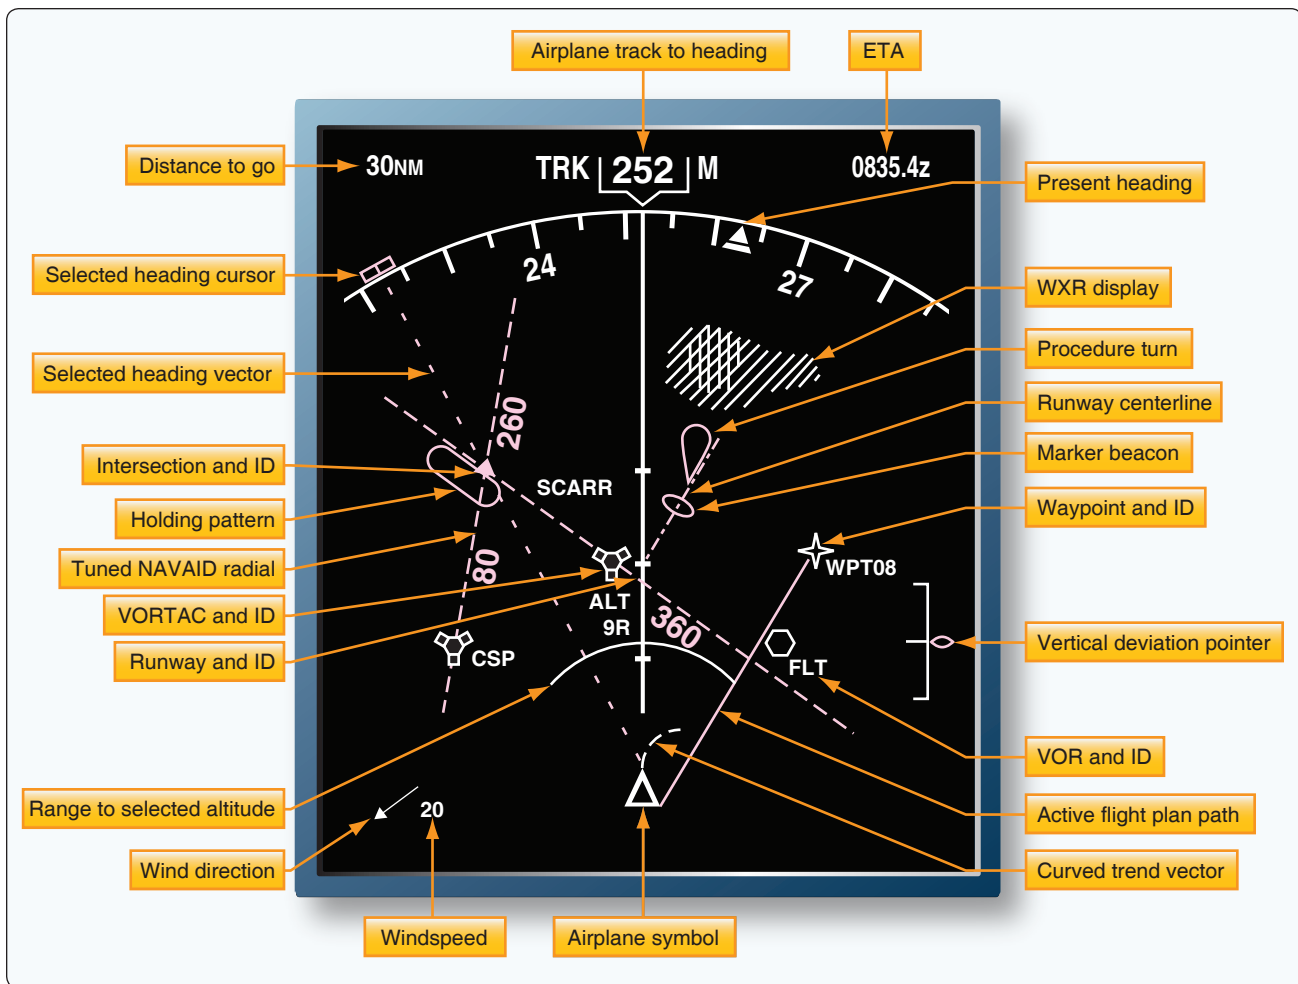 Airplane track to heading
ETA
Distance to go
30NM
TRK 252 M
0835.4z
Present heading
Selected heading cursor
24
27
WXR display
Procedure turn
Selected heading vector
Runway centerline
260
Intersection and ID
Marker beacon
SCARR
Holding pattern
Waypoint and ID
Tuned NAVAID radial
80
WPT08
VORTAC and ID
ALT
9R
360
Runway and ID
CSP
FLT
Vertical deviation pointer
VOR and ID
Range to selected altitude
20
Active flight plan path
Wind direction
Curved trend vector
Windspeed
Airplane symbol